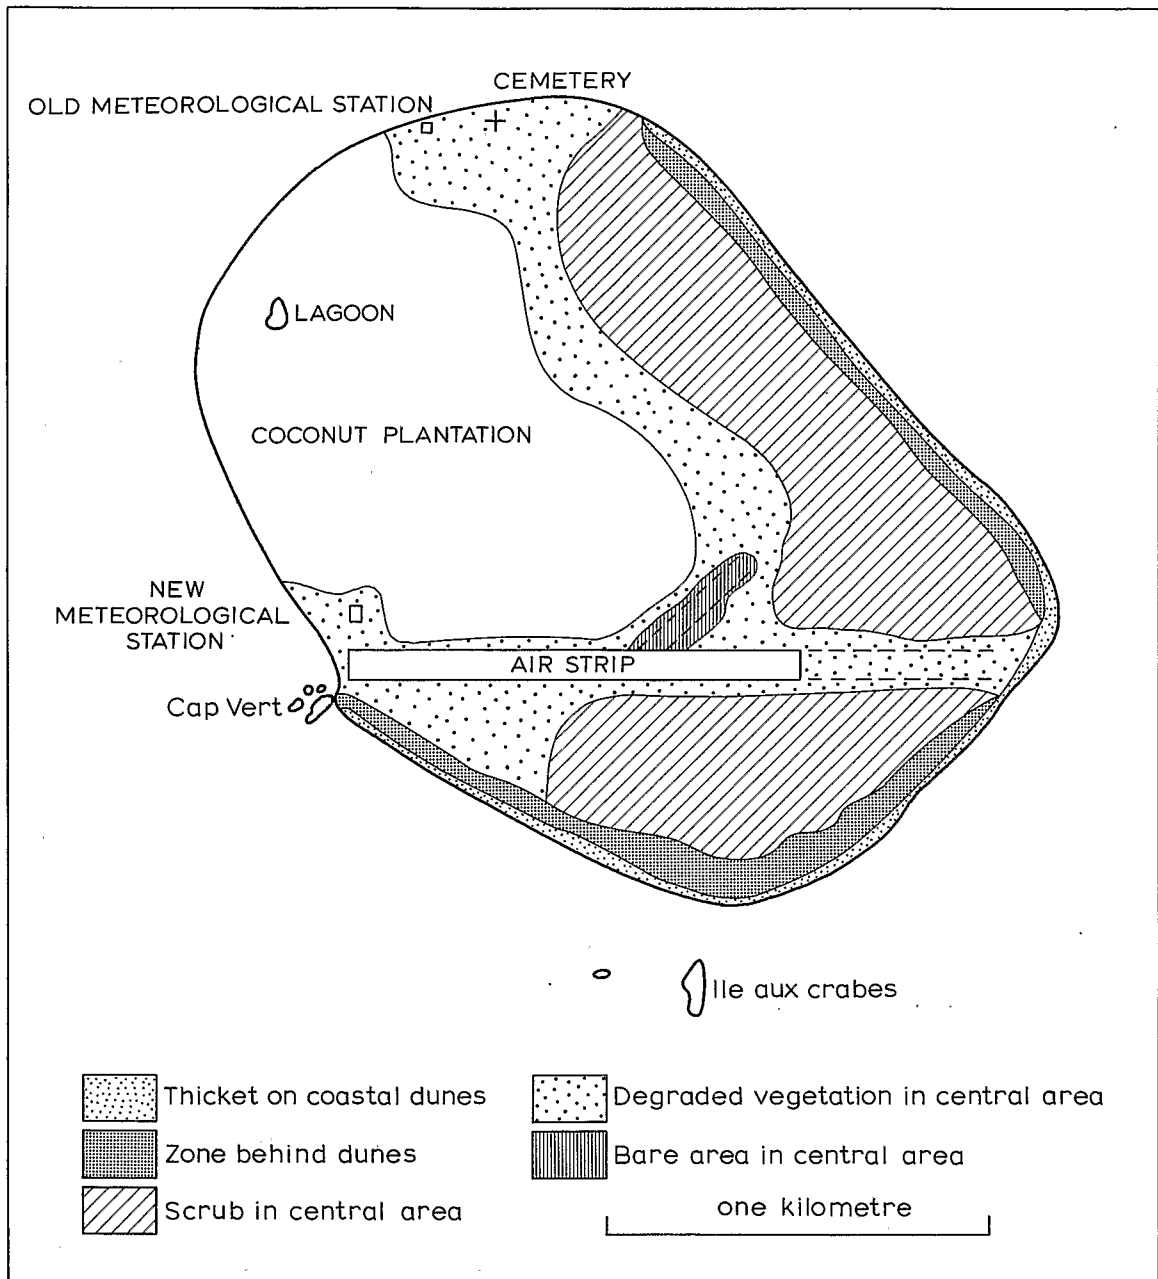 CEMETERY
OLD METEOROLOGICAL STATION
LAGOON
COCONUT PLANTATION
NEW
METEOROLOGICAL
STATION
AIR STRIP
Cap Vert
Ile aux crabes
Thicket on coastal dunes
Degraded vegetation in central area
Zone behind dunes
Bare area in central area
Scrub in central area
one kilometre